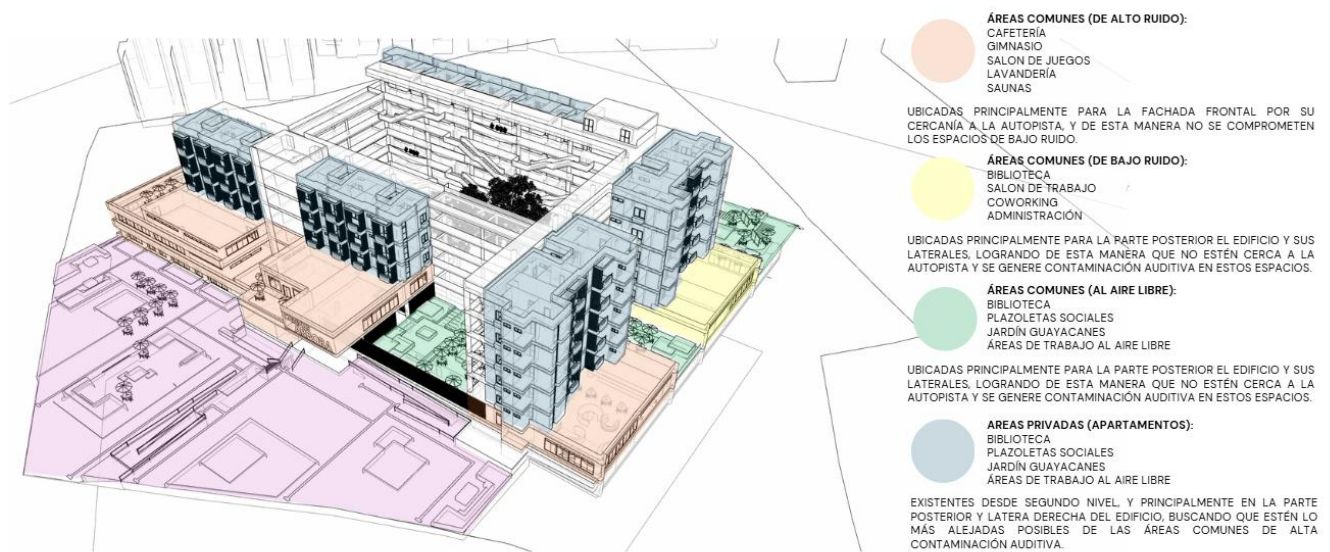 ÁREAS COMUNES (DE ALTO RUIDO):
CAFETERÍA
GIMNASIO
SALON DE JUEGOS
LAVANDERÍA
SAUNAS
UBICADAS PRINCIPALMENTE PARA LA FACHADA FRONTAL POR SU
CERCANÍA A LA AUTOPISTA, Y DE ESTA MANERA NO SE COMPROMETEN
LOS ESPACIOS DE BAJO RUIDO.
ÁREAS COMUNES (DE BAJO RUIDO):
BIBLIOTECA
SALON DE TRABAJO
COWORKING
ADMINISTRACIÓN
UBICADAS PRINCIPALMENTE PARA LA PARTE POSTERIOR EL EDIFICIO Y SUS
LATERALES, LOGRANDO DE ESTA MANERA QUE NO ESTÉN CERCA A LA
AUTOPISTA Y SE GENERE CONTAMINACIÓN AUDITIVA EN ESTOS ESPACIOS.
ÁREAS COMUNES (AL AIRE LIBRE):
BIBLIOTECA
PLAZOLETAS SOCIALES
JARDÍN GUAYACANES
ÁREAS DE TRABAJO AL AIRE LIBRE
UBICADAS PRINCIPALMENTE PARA LA PARTE POSTERIOR EL EDIFICIO Y SUS
LATERALES, LOGRANDO DE ESTA MANERA QUE NO ESTÉN CERCA A LA
AUTOPISTA Y SE GENERE CONTAMINACIÓN AUDITIVA EN ESTOS ESPACIOS.
AREAS PRIVADAS (APARTAMENTOS):
BIBLIOTECA
PLAZOLETAS SOCIALES
JARDÍN GUAYACANES
ÁREAS DE TRABAJO AL AIRE LIBRE
EXISTENTES DESDE SEGUNDO NIVEL, Y PRINCIPALMENTE EN LA PARTE
POSTERIOR Y LATERA DERECHA DEL EDIFICIO, BUSCANDO QUE ESTÉN LO
MÁS ALEJADAS POSIBLES DE LAS ÁREAS COMUNES DE ALTA
CONTAMINACIÓN AUDITIVA.